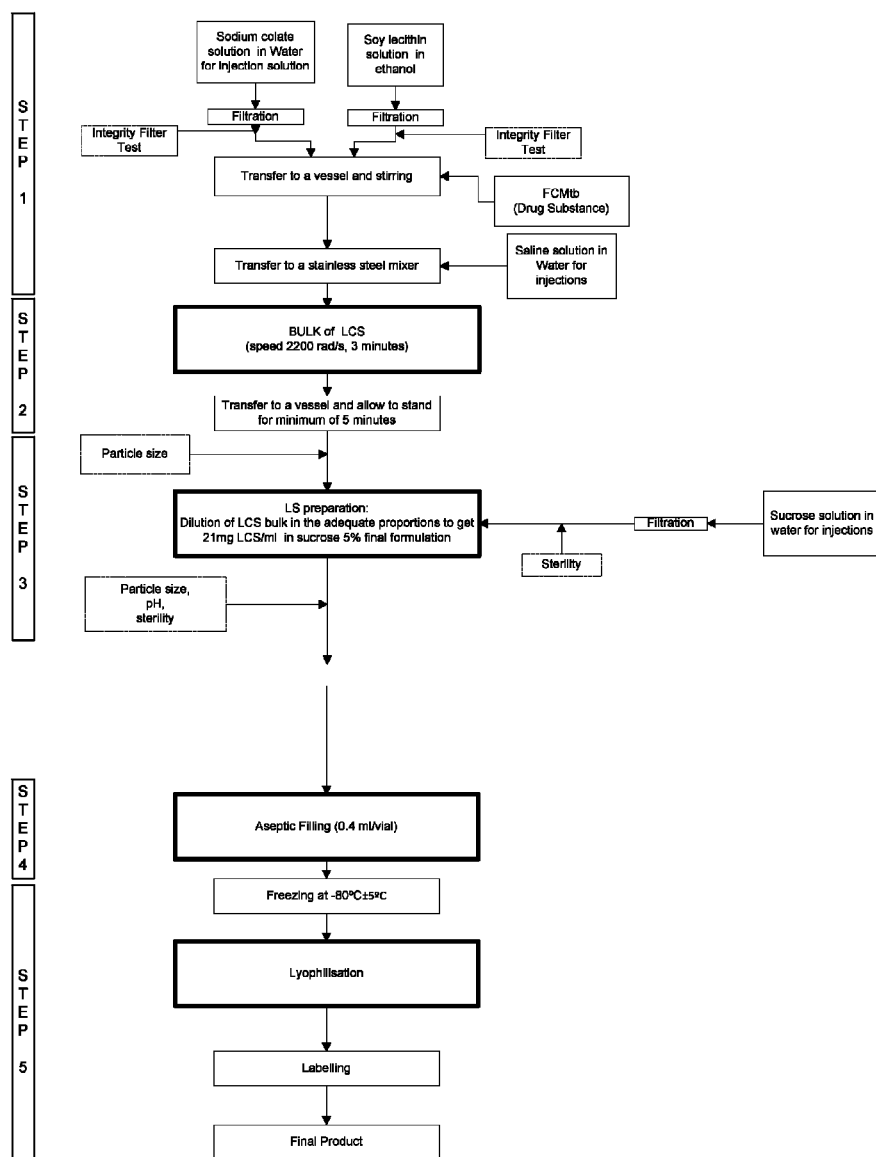 STEP 1
Sodium colate
solution in Water
for injection solution
Soy lecithin
solution in
ethanol
Filtration
Filtration
Integrity Filter
Test
Integrity Filter
Test
Transfer to a vessel and stirring
FCMtb
(Drug Substance)
Saline solution in
Water for
injections
Transfer to a stainless steel mixer
STEP 2
BULK of LCS
(speed 2200 rad/s, 3 minutes)
Transfer to a vessel and allow to stand
for minimum of 5 minutes
STEP 3
Particle size
LS preparation:
Dilution of LCS bulk in the adequate proportions to get
21mg LCS/ml in sucrose 5% final formulation
Filtration
Sucrose solution in
water for injections
Sterility
Particle size,
pH,
sterility
STEP 4
Aseptic Filling (0.4 ml/vial)
STEP 5
Freezing at -80ºC±5ºC
Lyophilisation
Labelling
Final Product